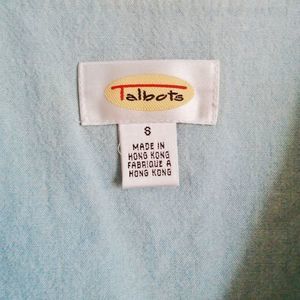 Talbots
S
MADE IN
HONG KONG
FABRIQUE A
HONG KONG